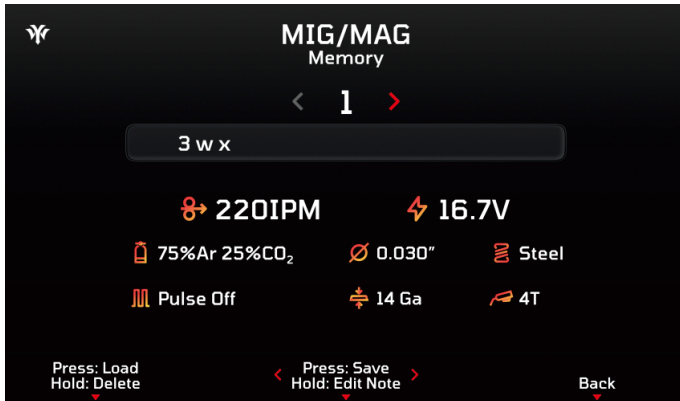 MIG/MAG
Memory
< 1 >
3 w x
220IPM 16.7V
75%Ar 25%CO₂ 0.030" Steel
Pulse Off 14 Ga 4T
Press: Load
Hold: Delete
< Press: Save >
Hold: Edit Note
Back